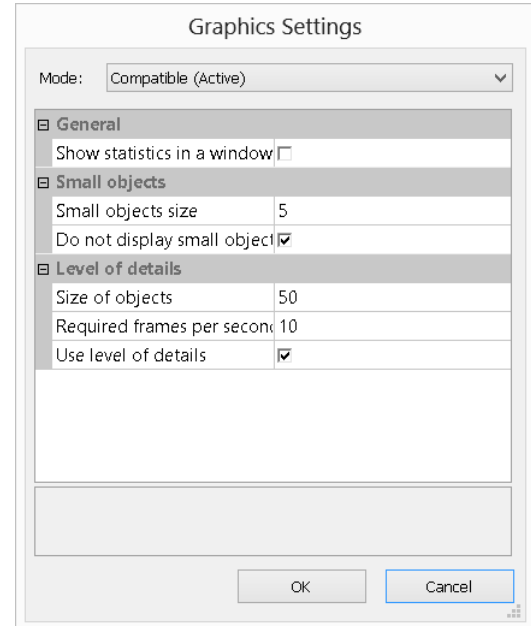 Graphics Settings
Mode: Compatible (Active)
General
Show statistics in a window
Small objects
Small objects size 5
Do not display small object
Level of details
Size of objects 50
Required frames per secon 10
Use level of details
OK Cancel